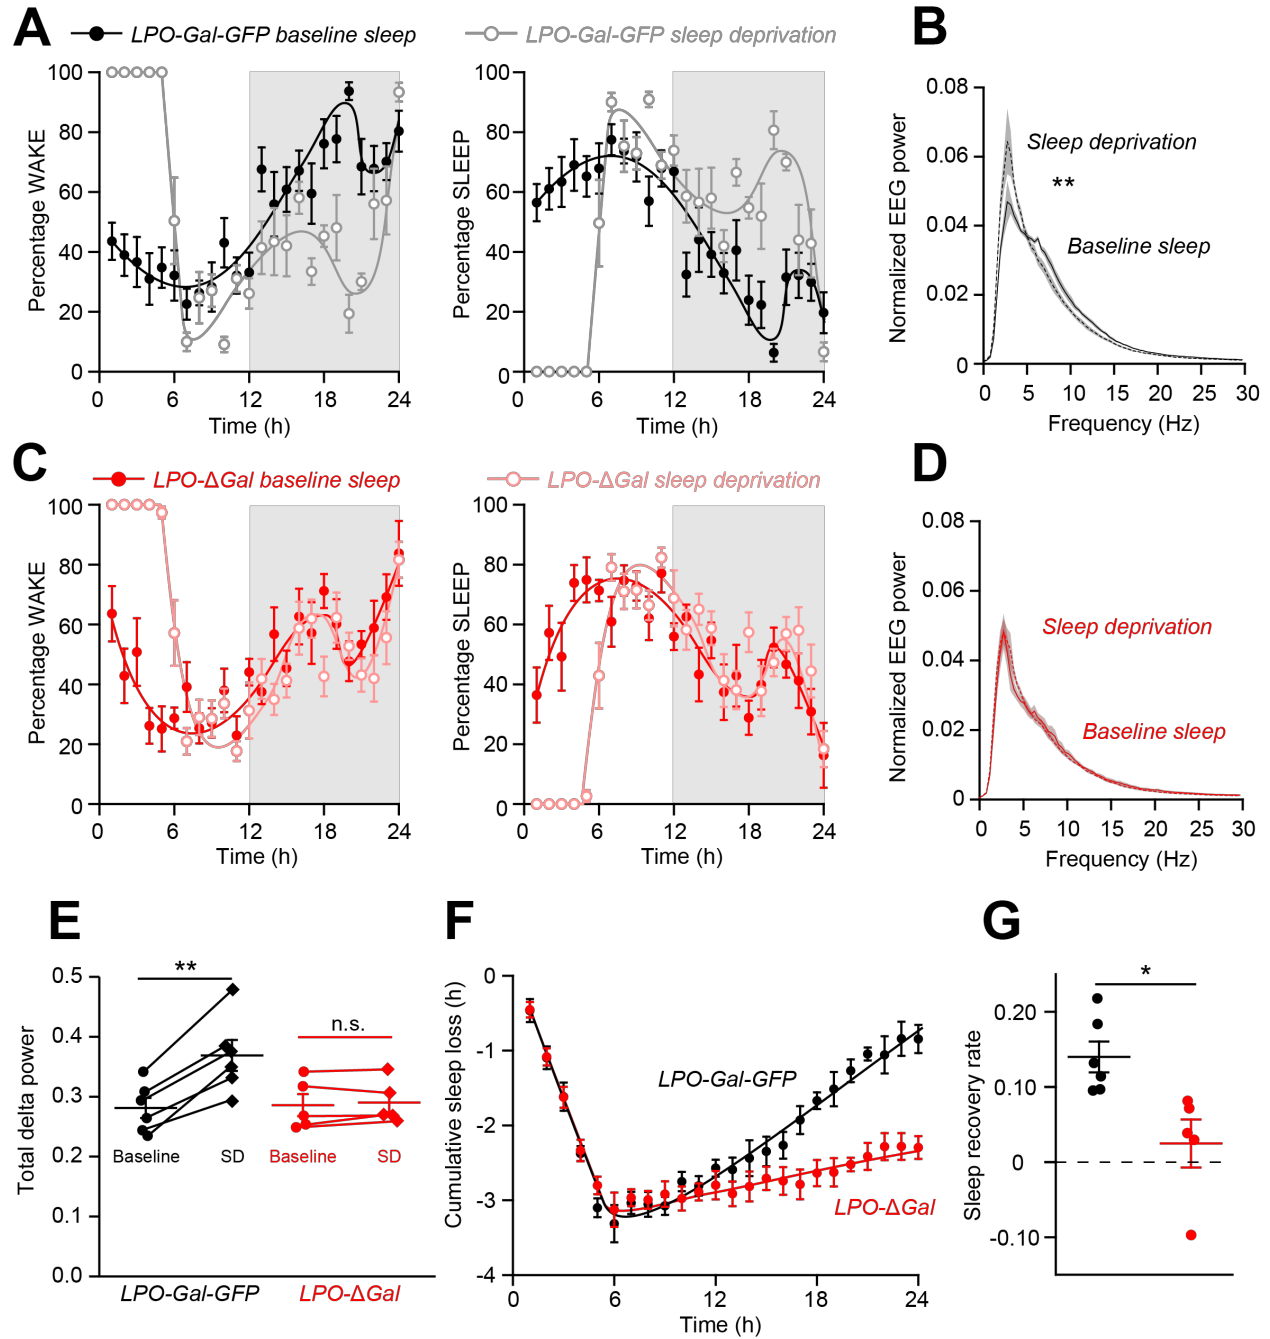 A
LPO-Gal-GFP baseline sleep
LPO-Gal-GFP sleep deprivation
B
100
80
60
40
20
0
Percentage WAKE
0 6 12 18 24
Time (h)
100
80
60
40
20
0
Percentage SLEEP
0 6 12 18 24
Time (h)
0.08
0.06
0.04
0.02
0
Normalized EEG power
Sleep deprivation
**
Baseline sleep
0 5 10 15 20 25 30
Frequency (Hz)
C
LPO-ΔGal baseline sleep
LPO-ΔGal sleep deprivation
D
100
80
60
40
20
0
Percentage WAKE
0 6 12 18 24
Time (h)
100
80
60
40
20
0
Percentage SLEEP
0 6 12 18 24
Time (h)
0.08
0.06
0.04
0.02
0
Normalized EEG power
Sleep deprivation
Baseline sleep
0 5 10 15 20 25 30
Frequency (Hz)
E
0.5
0.4
0.3
0.2
0.1
0.0
Total delta power
**
n.s.
Baseline SD Baseline SD
LPO-Gal-GFP LPO-ΔGal
F
0
-1
-2
-3
-4
Cumulative sleep loss (h)
LPO-Gal-GFP
LPO-ΔGal
0 6 12 18 24
Time (h)
G
*
0.20
0.10
0
-0.10
Sleep recovery rate